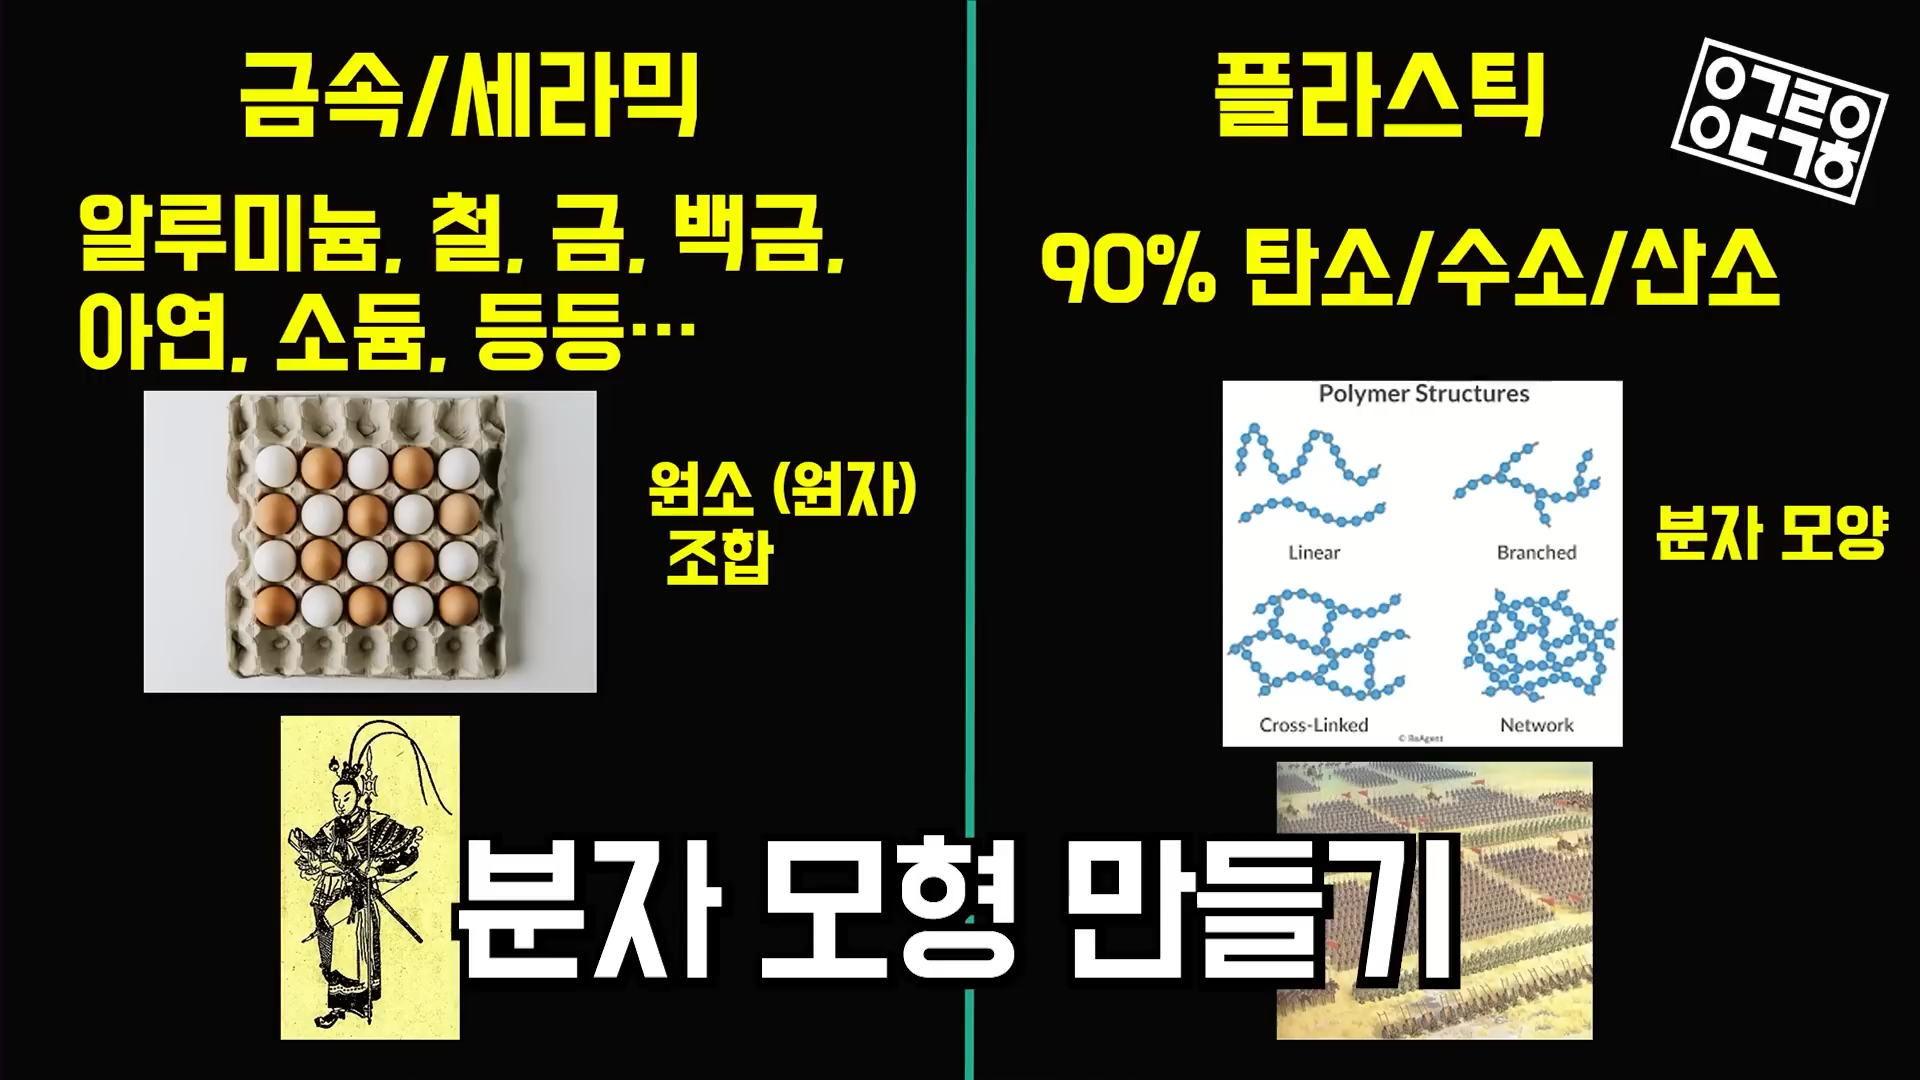 금속/세라믹
알루미늄, 철, 금, 백금,
아연, 소듐, 등등…
원소 (원자)
조합
플라스틱
90% 탄소/수소/산소
Polymer Structures
Linear
Branched
Cross-Linked
Network
© ReAgent
분자 모양
분자 모형 만들기